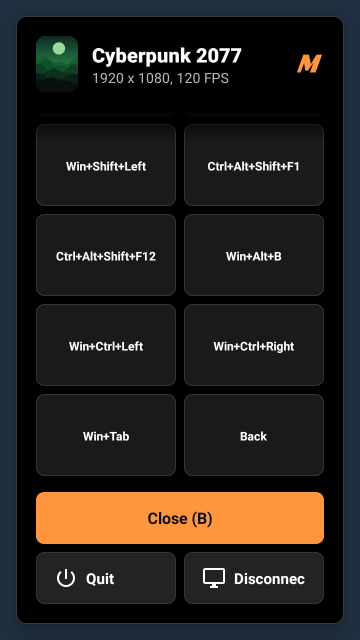 Cyberpunk 2077
1920 x 1080, 120 FPS
Win+Shift+Left
Ctrl+Alt+Shift+F1
Ctrl+Alt+Shift+F12
Win+Alt+B
Win+Ctrl+Left
Win+Ctrl+Right
Win+Tab
Back
Close (B)
Quit
Disconnec